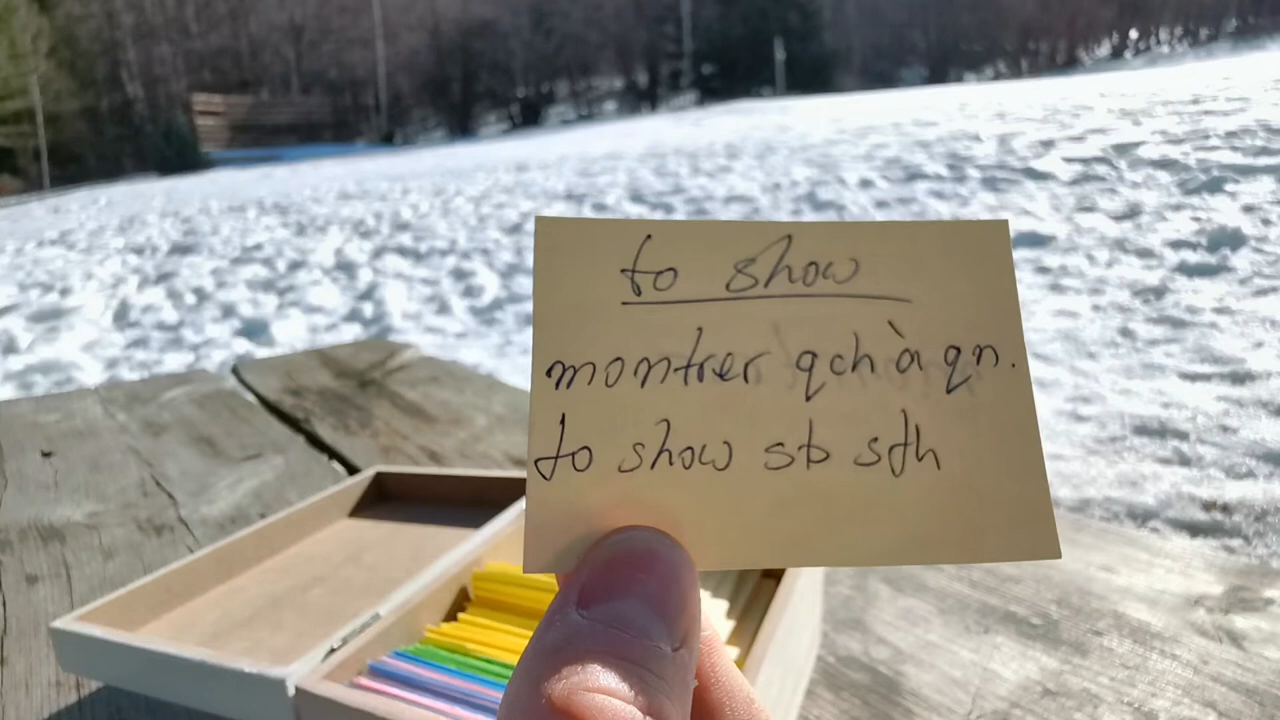 to show
montrer qch à qn.
to show sb sth